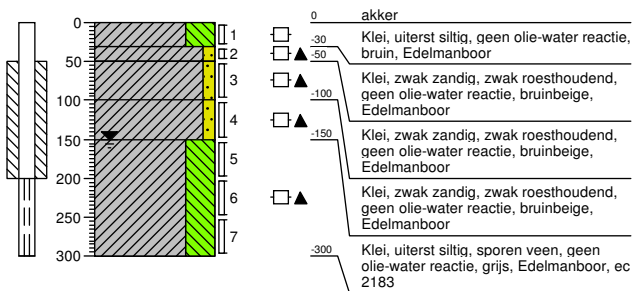 0
50
100
150
200
250
300
1
2
3
4
5
6
7
0
akker
-30
Klei, uiterst siltig, geen olie-water reactie,
bruin, Edelmanboor
-50
Klei, zwak zandig, zwak roesthoudend,
geen olie-water reactie, bruinbeige,
Edelmanboor
-100
Klei, zwak zandig, zwak roesthoudend,
geen olie-water reactie, bruinbeige,
Edelmanboor
-150
Klei, zwak zandig, zwak roesthoudend,
geen olie-water reactie, bruinbeige,
Edelmanboor
-300
Klei, uiterst siltig, sporen veen, geen
olie-water reactie, grijs, Edelmanboor, ec
2183